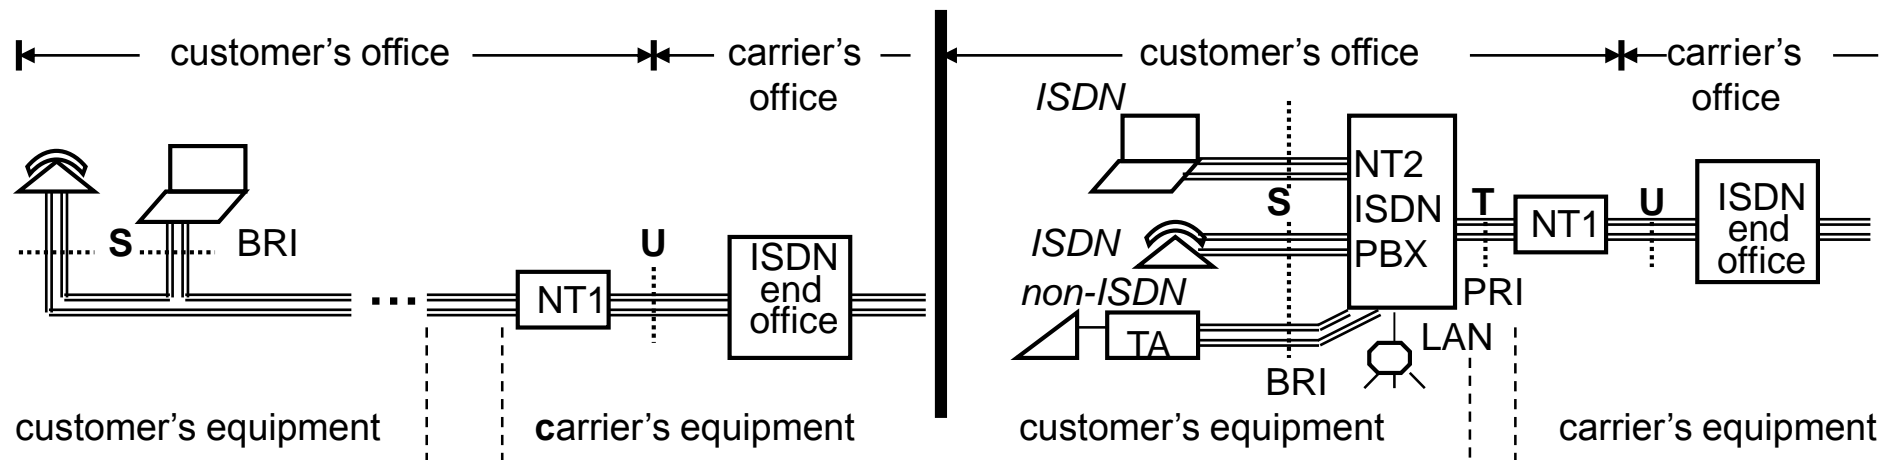 customer’s office
carrier’s
office
S
BRI
...
NT1
U
ISDN
end
office
customer’s equipment
carrier’s equipment
customer’s office
carrier’s
office
ISDN
S
ISDN
non-ISDN
TA
BRI
NT2
ISDN
PBX
LAN
T
PRI
NT1
U
ISDN
end
office
customer’s equipment
carrier’s equipment